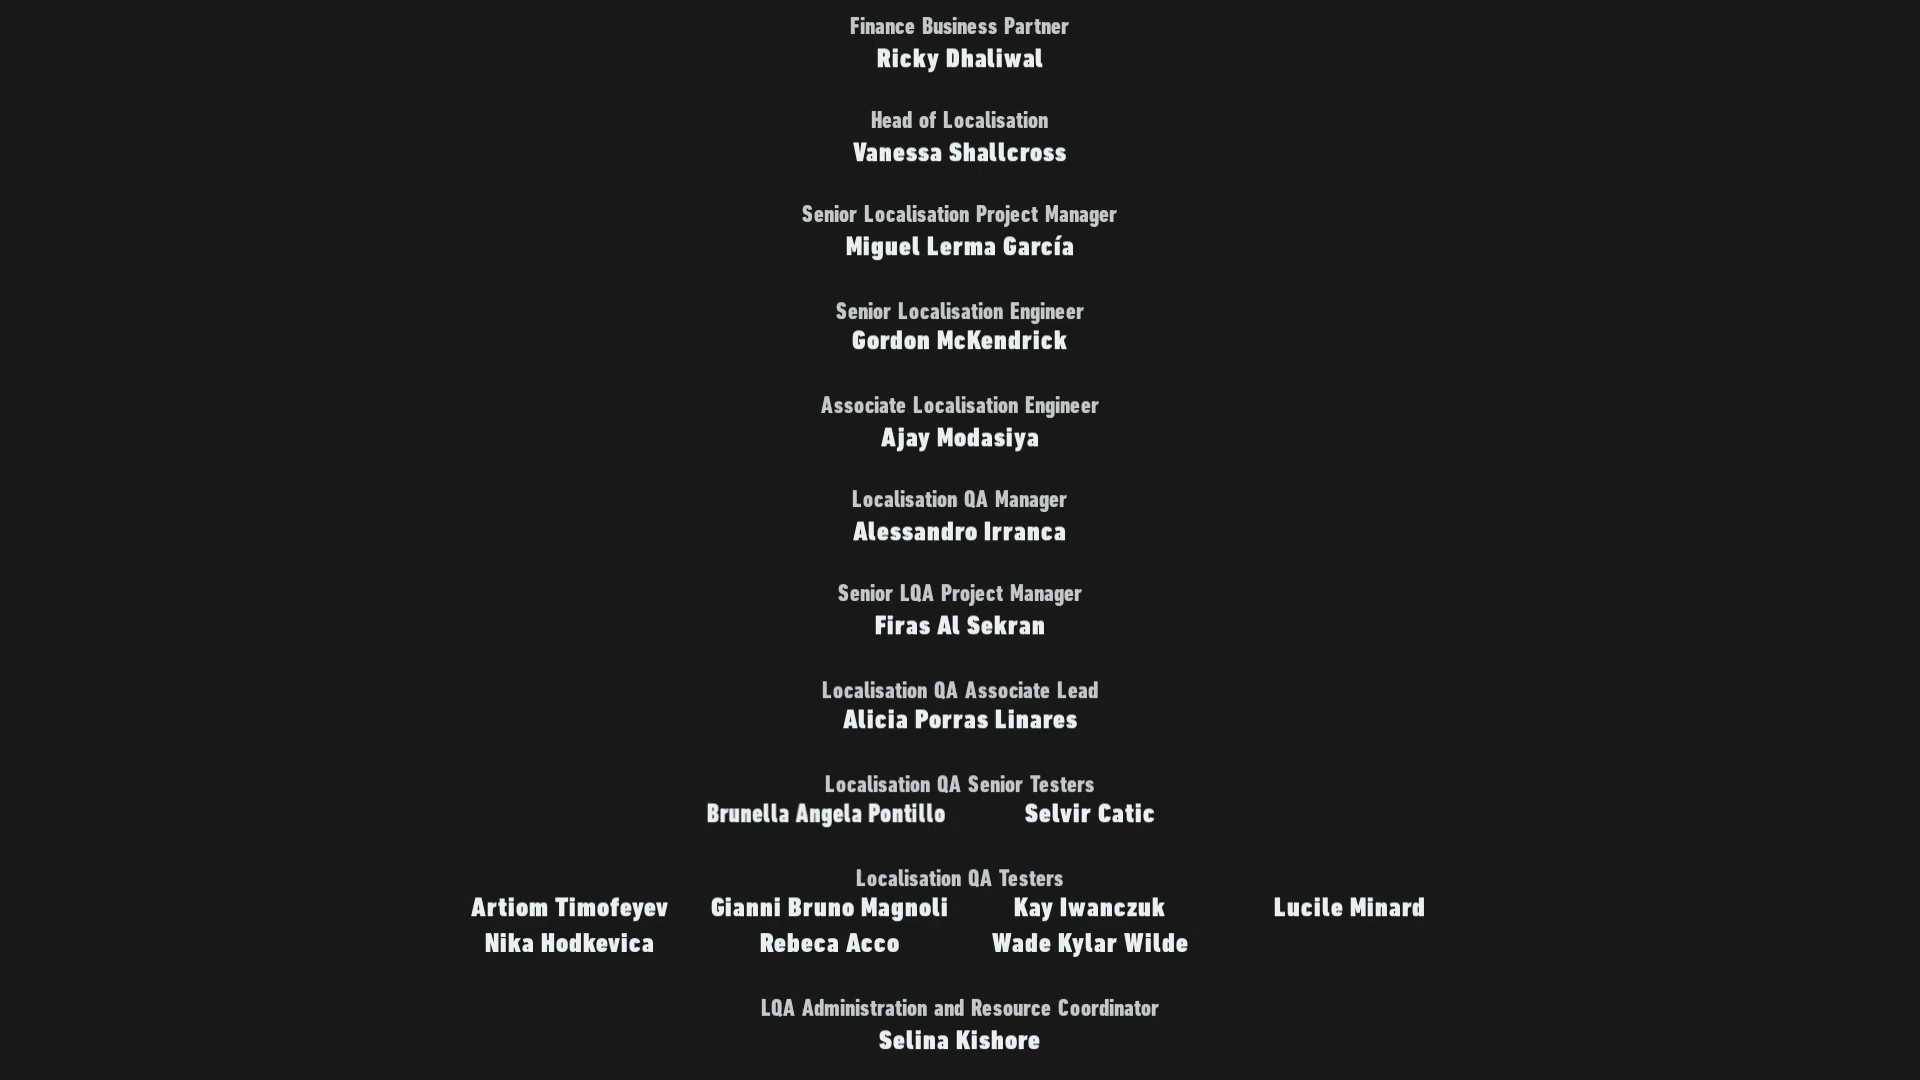 Finance Business Partner
Ricky Dhaliwal
Head of Localisation
Vanessa Shallcross
Senior Localisation Project Manager
Miguel Lerma García
Senior Localisation Engineer
Gordon McKendrick
Associate Localisation Engineer
Ajay Modasiya
Localisation QA Manager
Alessandro Irranca
Senior LQA Project Manager
Firas Al Sekran
Localisation QA Associate Lead
Alicia Porras Linares
Localisation QA Senior Testers
Brunella Angela Pontillo Selvir Catic
Localisation QA Testers
Artiom Timofeyev Gianni Bruno Magnoli Kay Iwanczuk Lucile Minard
Nika Hodkevica Rebeca Acco Wade Kylar Wilde
LQA Administration and Resource Coordinator
Selina Kishore